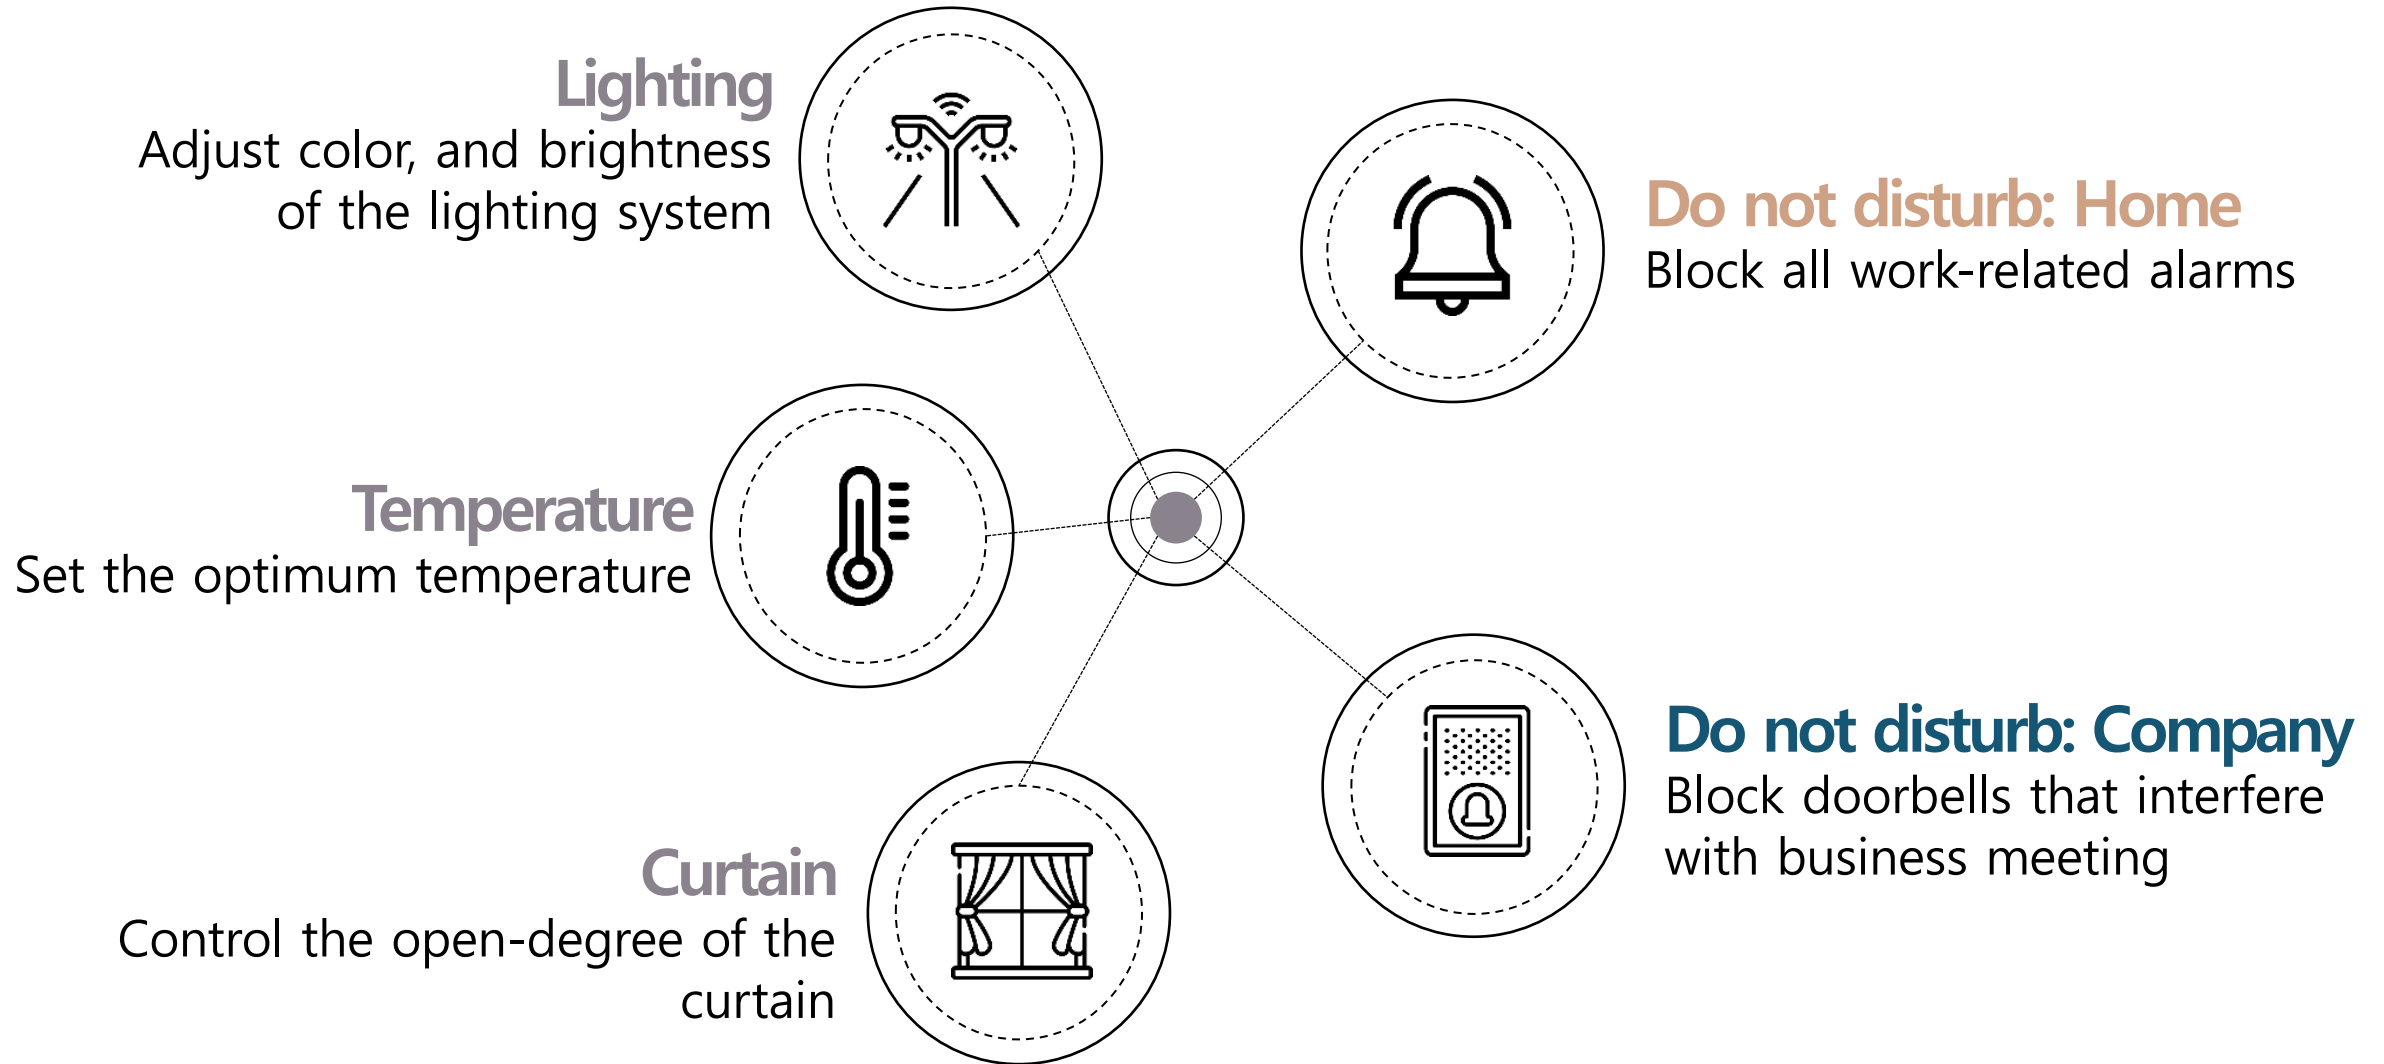 Lighting
Adjust color, and brightness
of the lighting system
Do not disturb: Home
Block all work-related alarms
Temperature
Set the optimum temperature
Do not disturb: Company
Block doorbells that interfere
with business meeting
Curtain
Control the open-degree of the
curtain